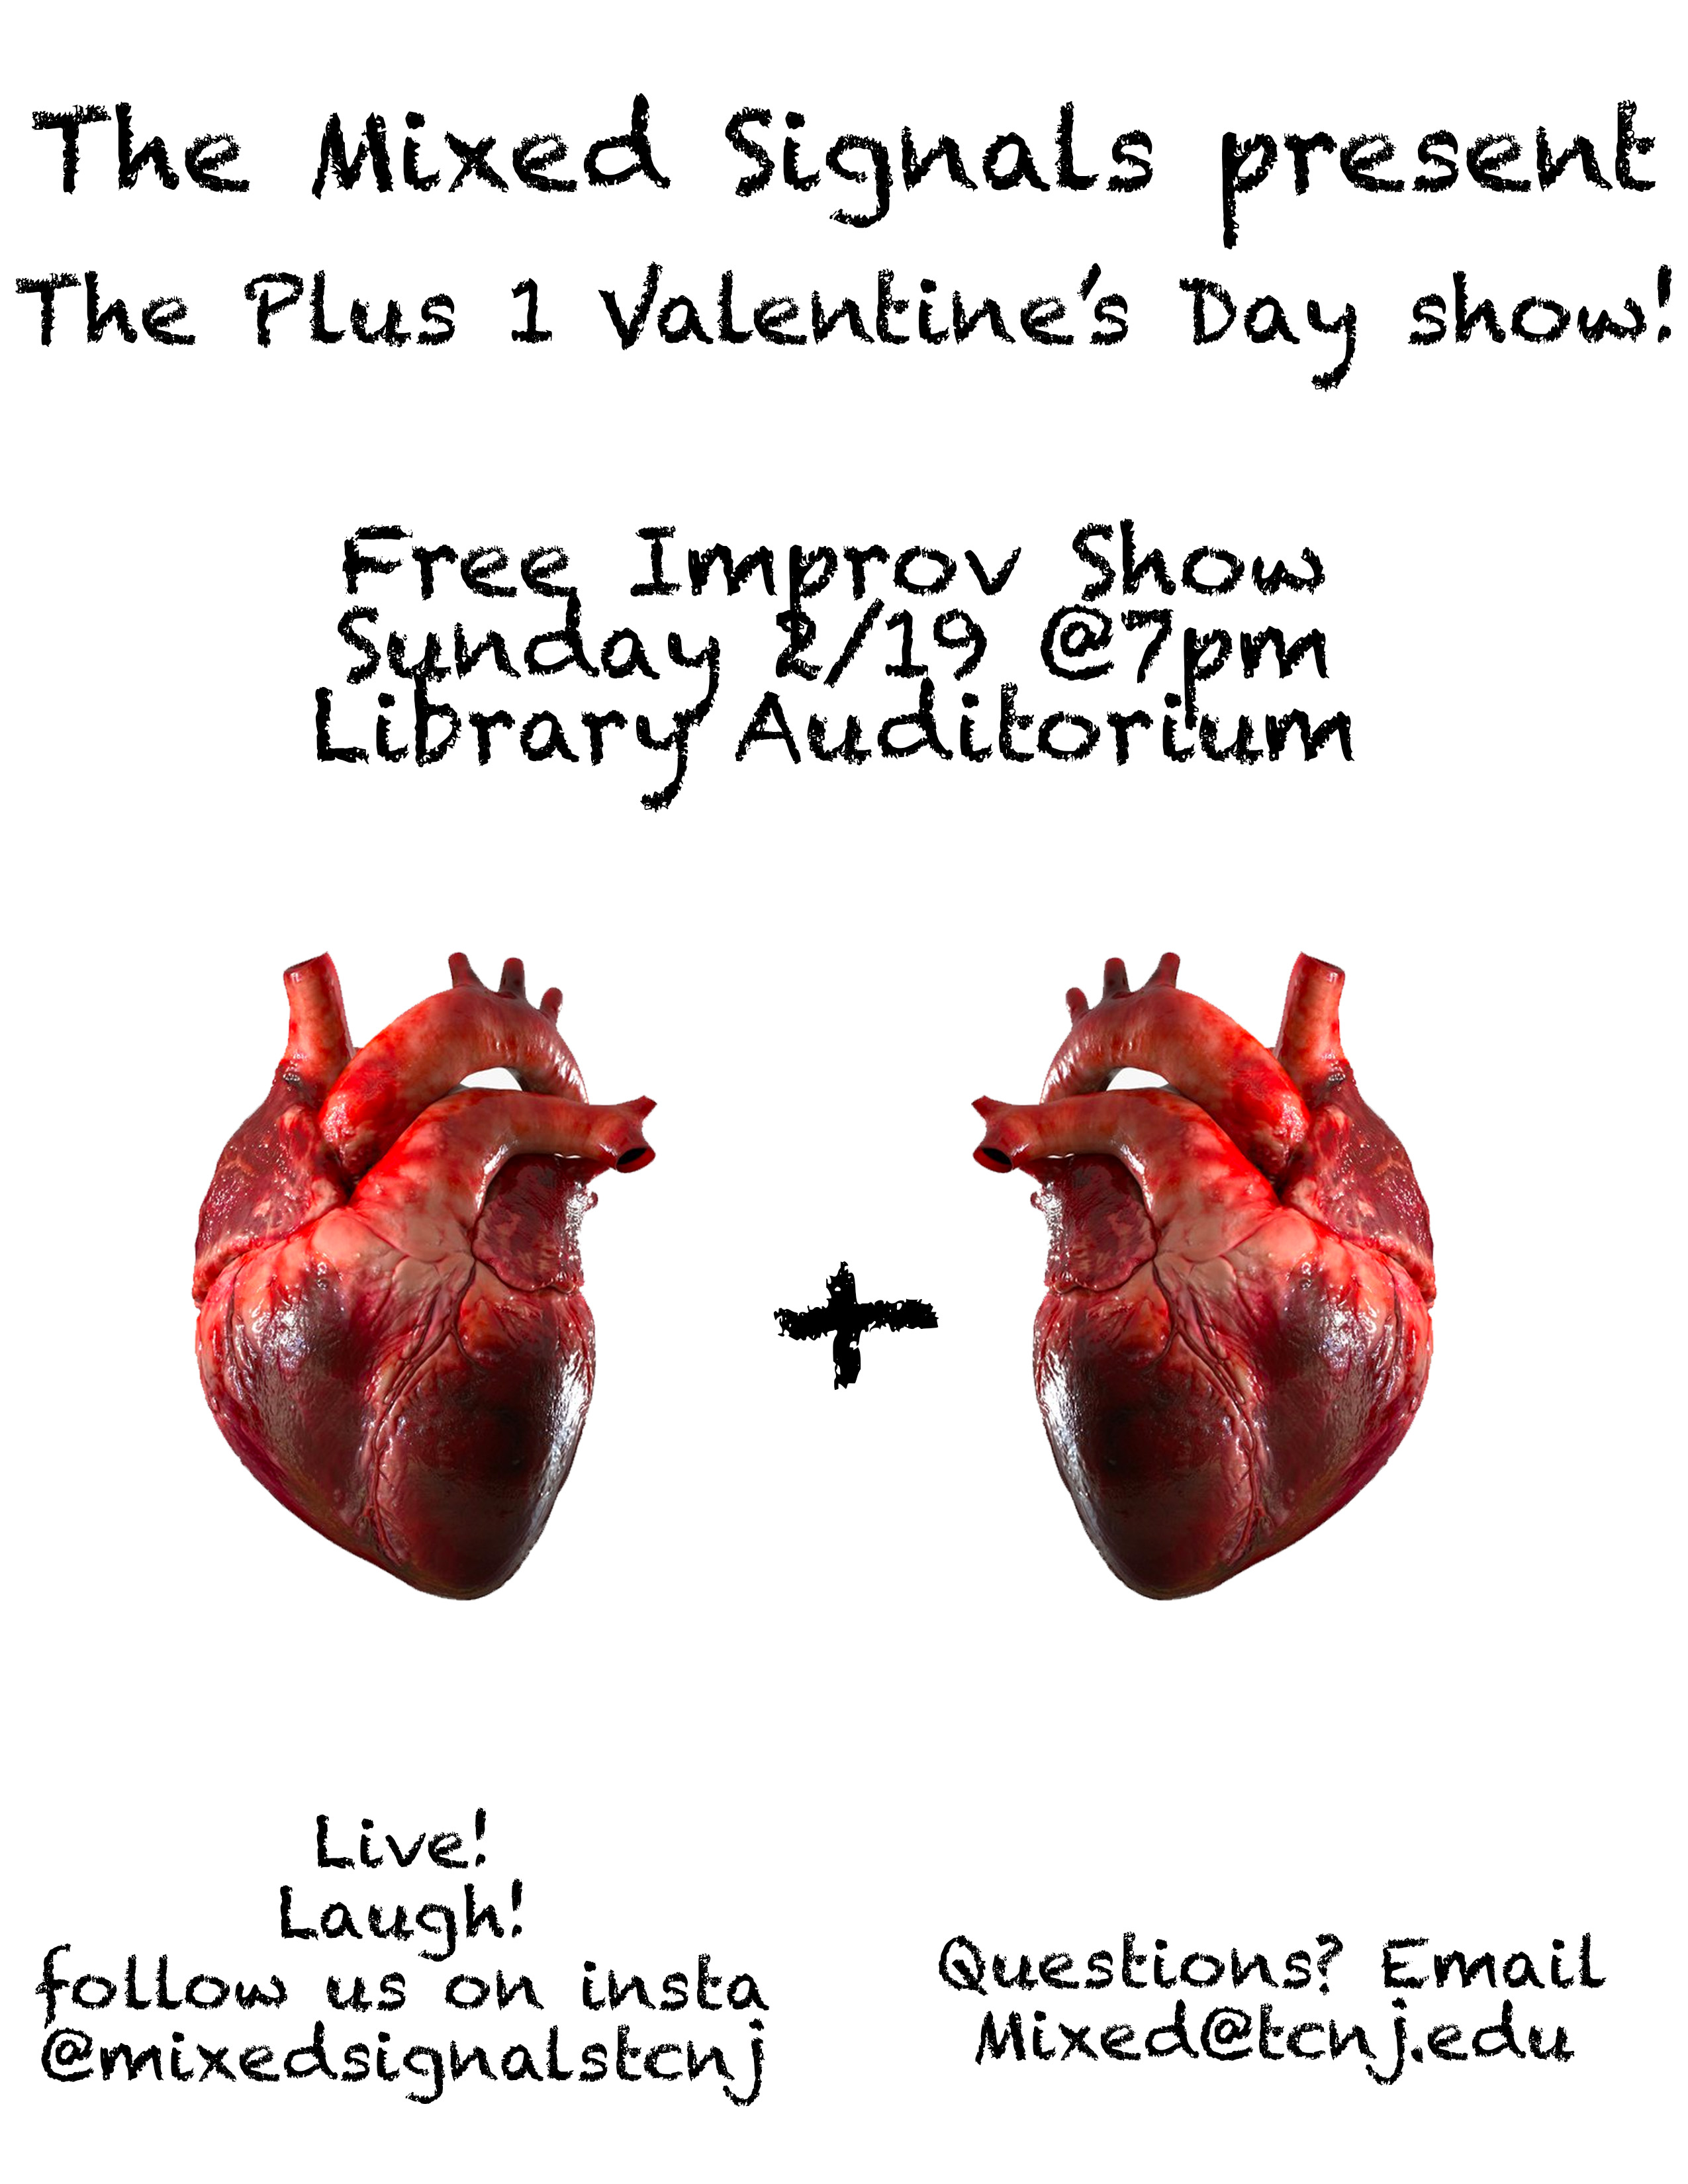 The Mixed Signals present
The Plus 1 Valentine's Day show!
Free Improv Show
Sunday 2/19 @7pm
Library Auditorium
+
Live!
Laugh!
follow us on insta
@mixedsignalstcnj
Questions? Email
Mixed@tcnj.edu